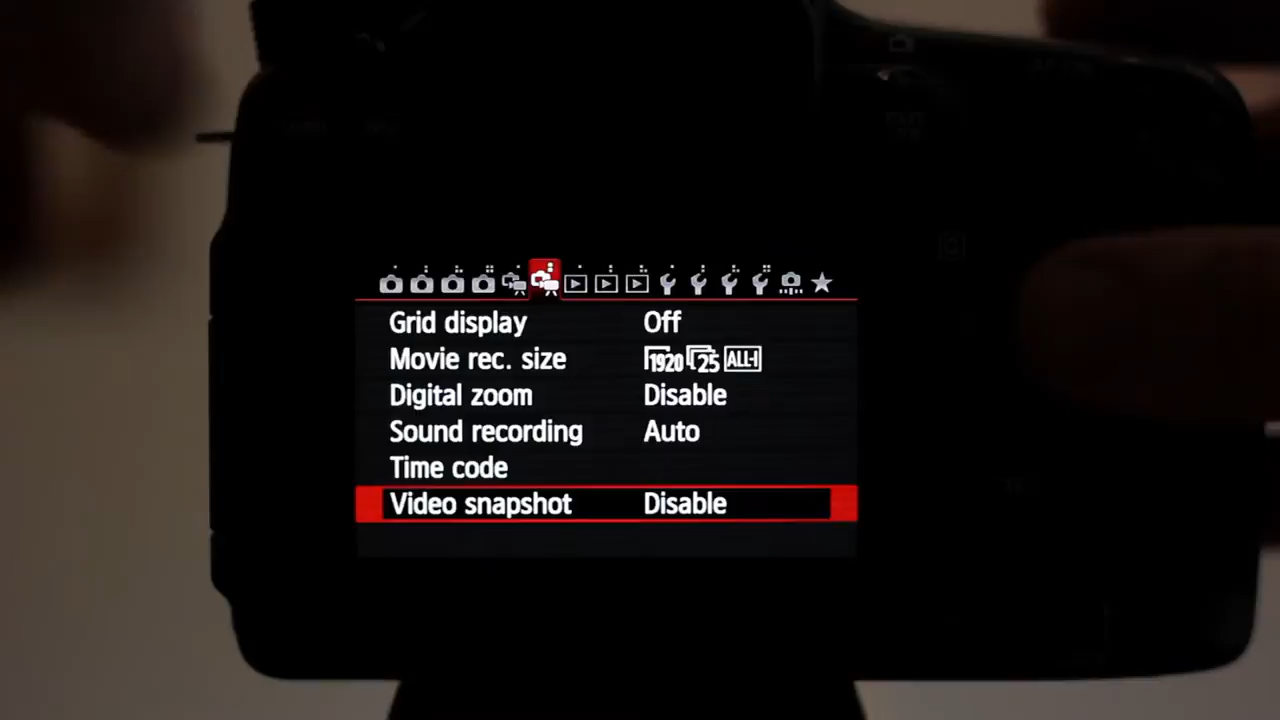 Grid display Off
Movie rec. size 1920 25 ALL-I
Digital zoom Disable
Sound recording Auto
Time code
Video snapshot Disable